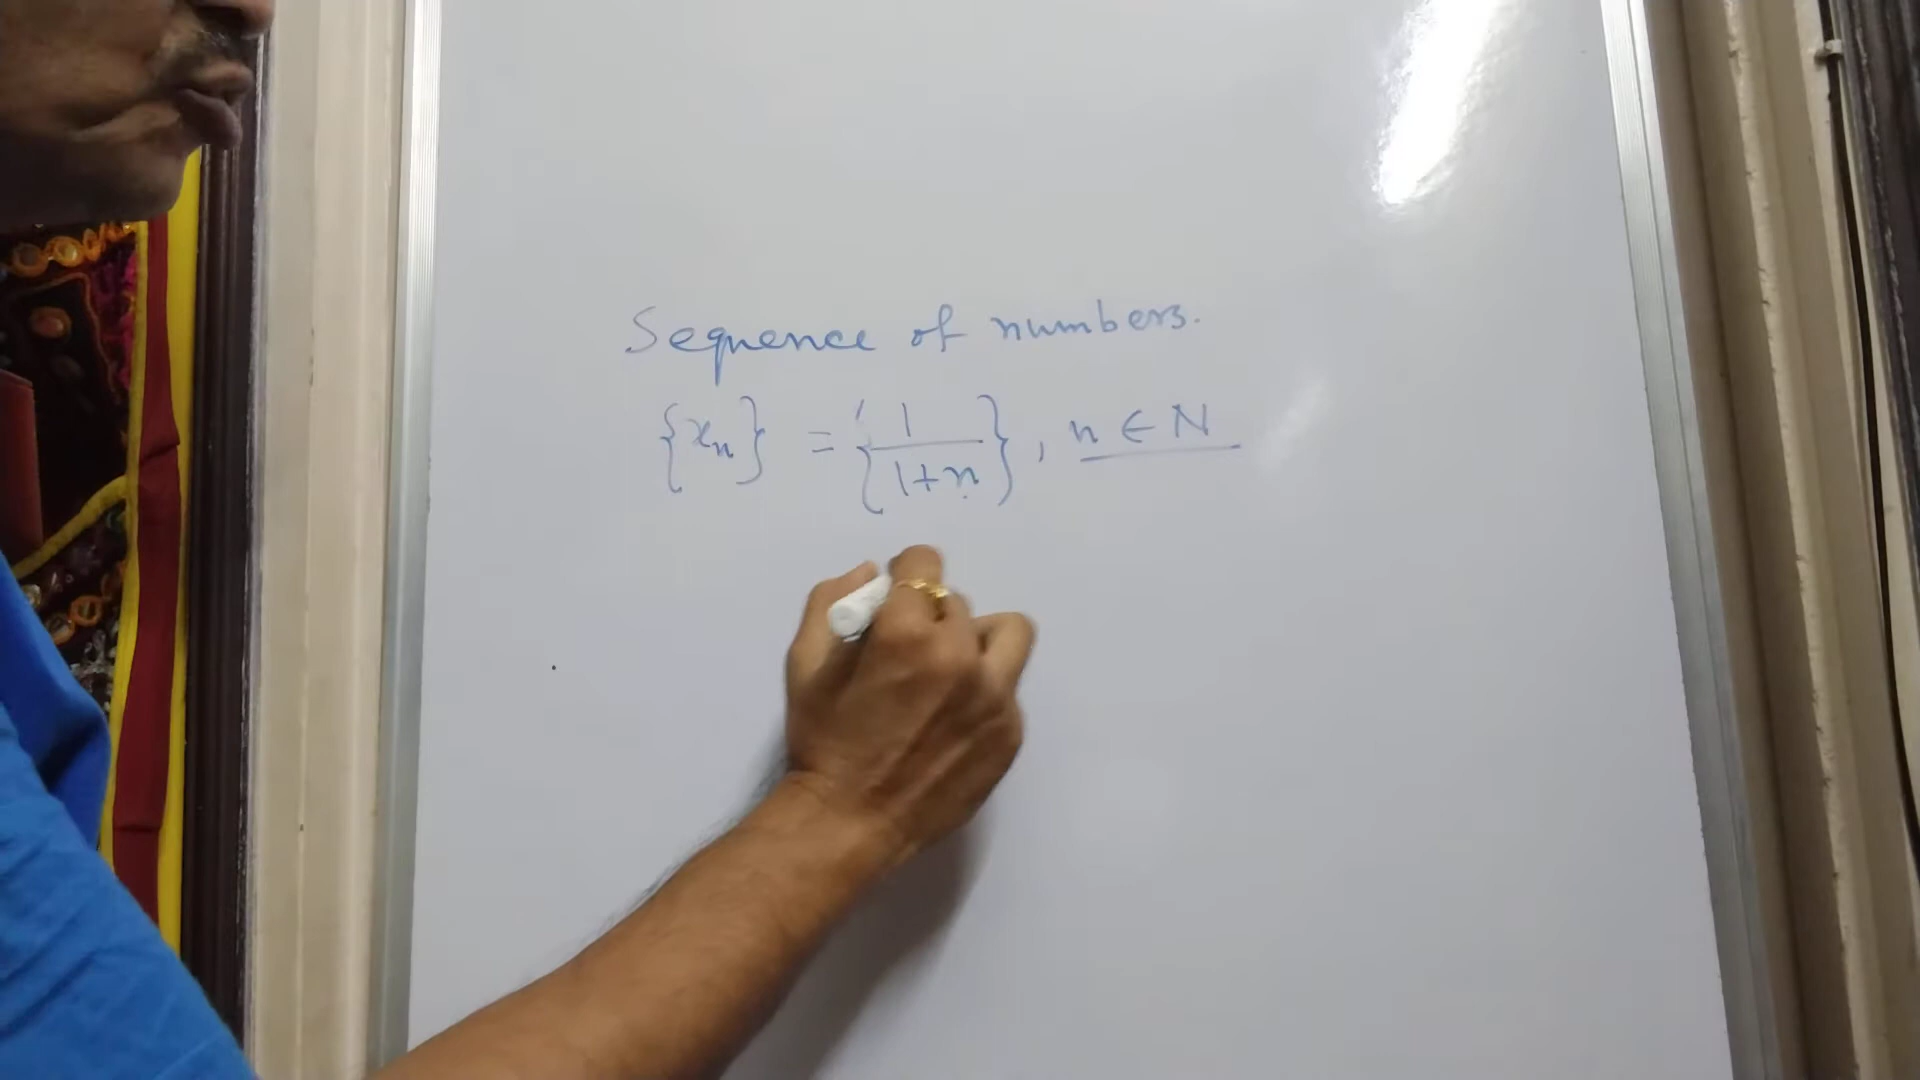 Sequence of numbers.
{xₙ} = {1/(1+n)}, n ∈ N